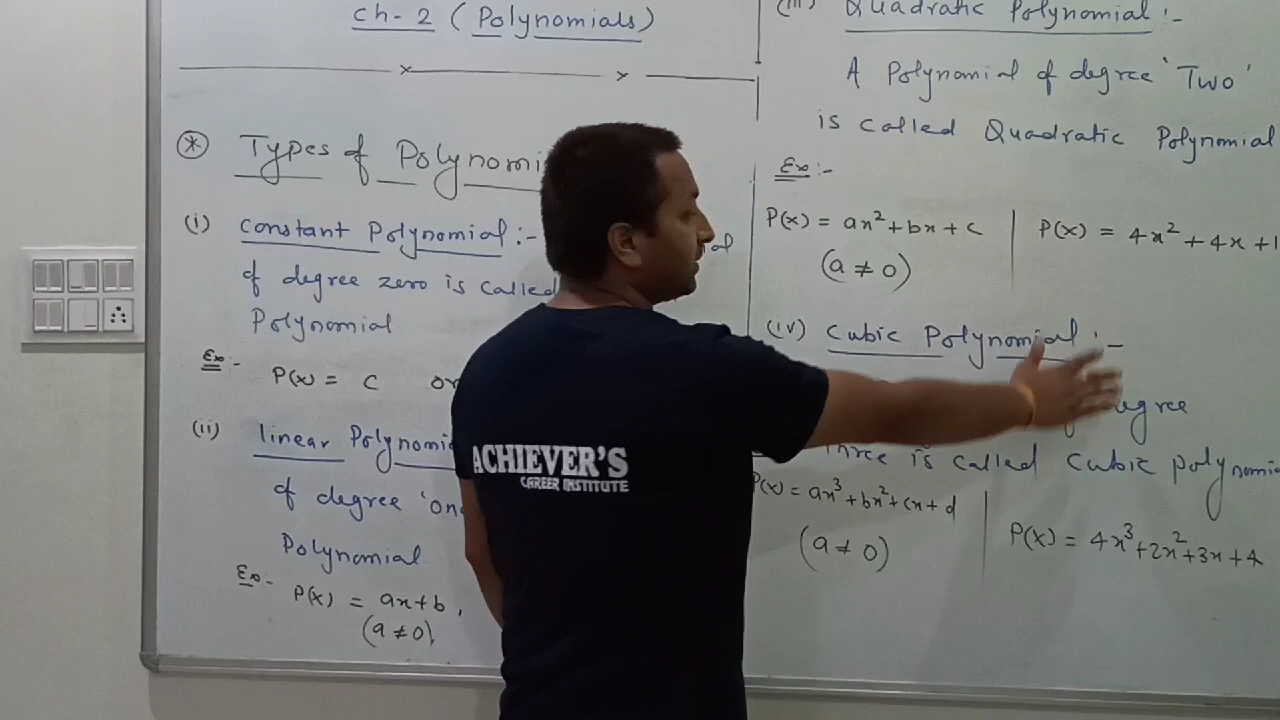 Ch-2 (Polynomials)
* Types of Polynomi
(i) Constant Polynomial :-
of degree zero is called
Polynomial
Ex:- P(x) = c or
(ii) linear Polynomi
of degree 'One
Polynomial
Ex:- P(x) = ax+b,
(a ≠ 0)
(iii) Quadratic Polynomial :-
A Polynomial of degree 'Two'
is called Quadratic Polynomial
Ex:-
P(x) = ax²+bx+c | P(x) = 4x²+4x+1
(a ≠ 0)
(iv) Cubic Polynomial :-
degree
Three is called Cubic polynomia
P(x) = ax³+bx²+cx+d | P(x) = 4x³+2x²+3x+4
(a ≠ 0)
ACHIEVER'S
CAREER INSTITUTE